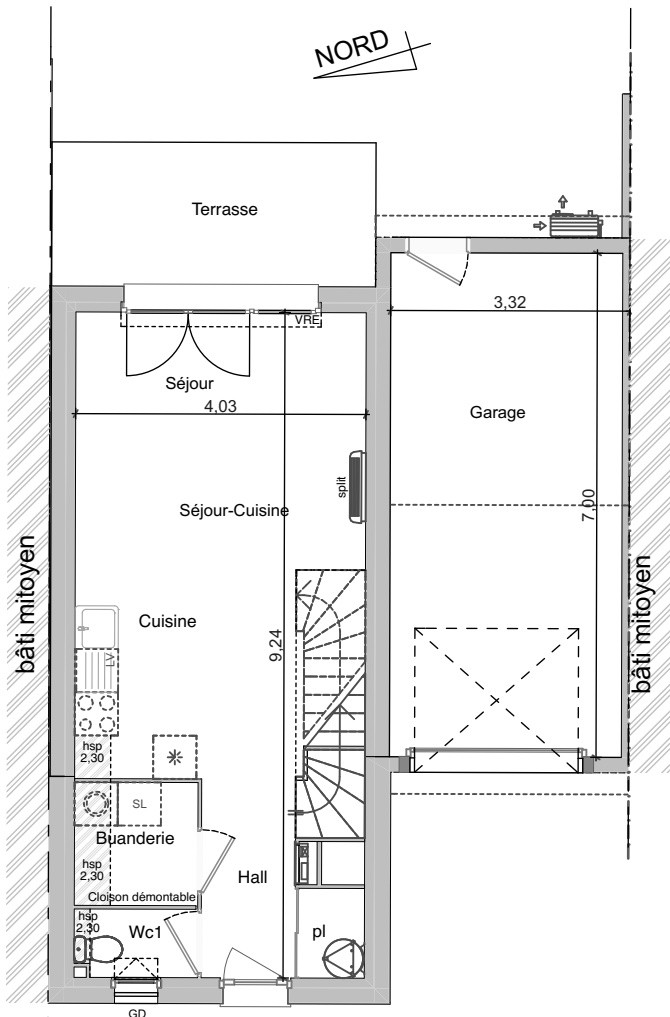 NORD
Terrasse
VRE
3,32
Séjour
4,03
Garage
split
Séjour-Cuisine
7,00
bâti mitoyen
bâti mitoyen
Cuisine
9,24
LV
hsp
2,30
SL
Buanderie
hsp
2,30
Hall
Cloison démontable
hsp
2,30
Wc1
pl
GD